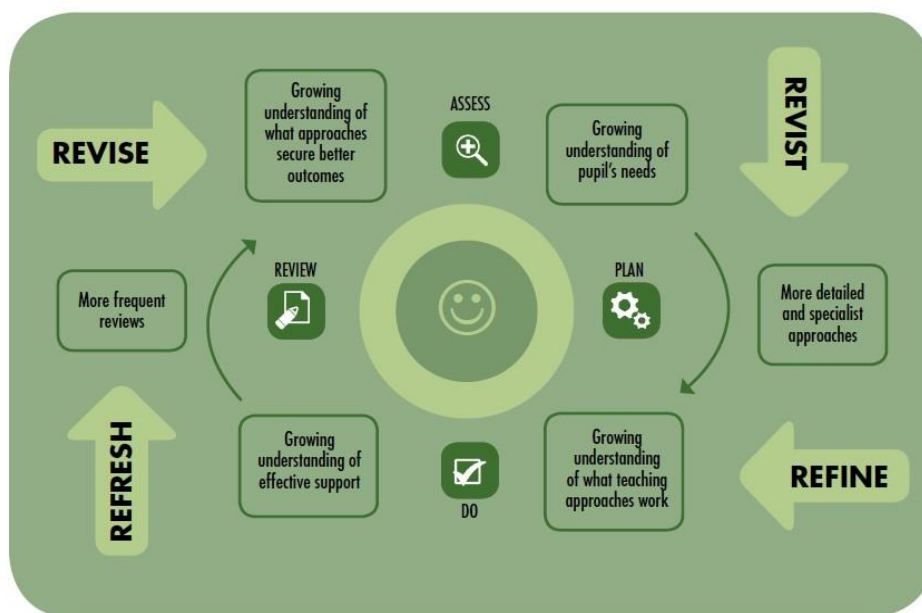 REVISE
Growing
understanding of
what approaches
secure better
outcomes
ASSESS
Growing
understanding of
pupil's needs
REVIST
More frequent
reviews
REVIEW
PLAN
More detailed
and specialist
approaches
REFRESH
Growing
understanding of
effective support
DO
Growing
understanding
of what teaching
approaches work
REFINE